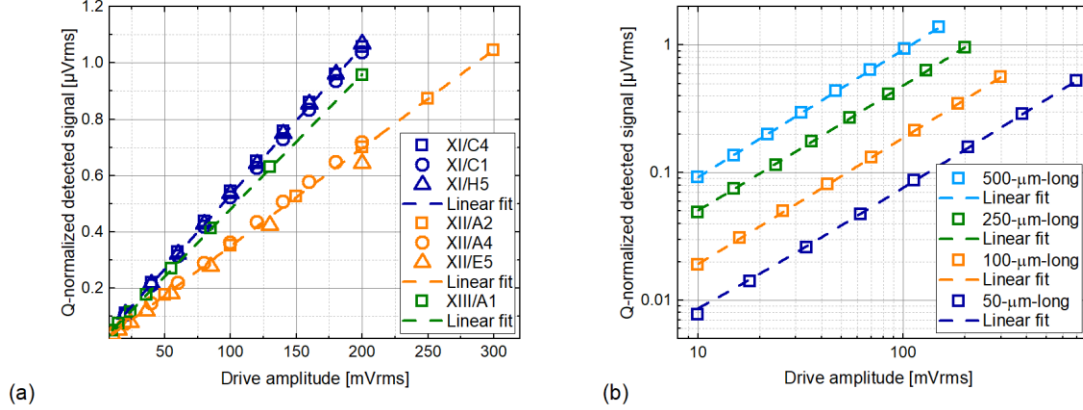 1.2
1.0
0.8
0.6
0.4
0.2
Q-normalized detected signal [µVrms]
50 100 150 200 250 300
Drive amplitude [mVrms]
XI/C4
XI/C1
XI/H5
Linear fit
XII/A2
XII/A4
XII/E5
Linear fit
XIII/A1
Linear fit
(a)
1
0.1
0.01
Q-normalized detected signal [µVrms]
10 100
Drive amplitude [mVrms]
500-µm-long
Linear fit
250-µm-long
Linear fit
100-µm-long
Linear fit
50-µm-long
Linear fit
(b)